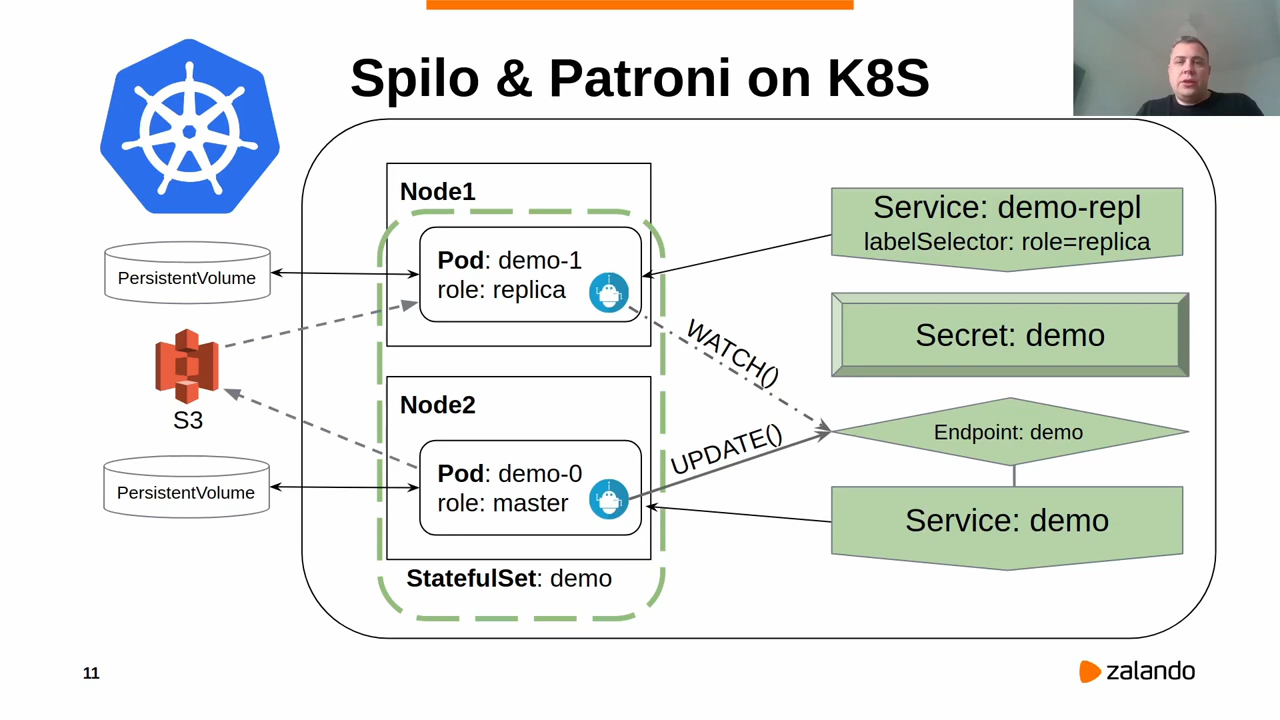 Spilo & Patroni on K8S
Node1
Pod: demo-1
role: replica
PersistentVolume
S3
Node2
Pod: demo-0
role: master
PersistentVolume
StatefulSet: demo
WATCH()
UPDATE()
Service: demo-repl
labelSelector: role=replica
Secret: demo
Endpoint: demo
Service: demo
11
zalando